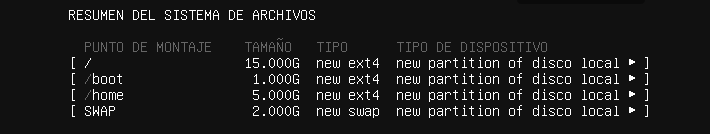 RESUMEN DEL SISTEMA DE ARCHIVOS
PUNTO DE MONTAJE TAMAÑO TIPO TIPO DE DISPOSITIVO
[ / 15.000G new ext4 new partition of disco local ▸ ]
[ /boot 1.000G new ext4 new partition of disco local ▸ ]
[ /home 5.000G new ext4 new partition of disco local ▸ ]
[ SWAP 2.000G new swap new partition of disco local ▸ ]